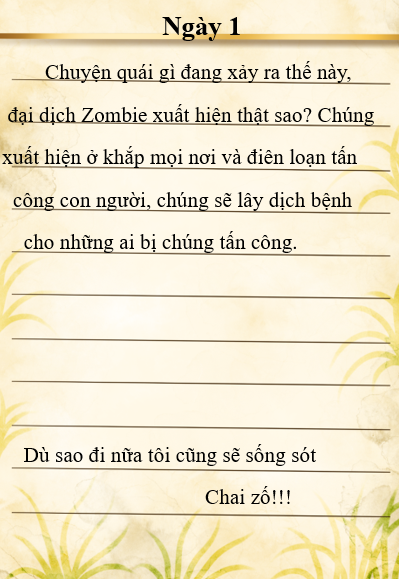 Ngày 1
Chuyện quái gì đang xảy ra thế này,
đại dịch Zombie xuất hiện thật sao? Chúng
xuất hiện ở khắp mọi nơi và điên loạn tấn
công con người, chúng sẽ lây dịch bệnh
cho những ai bị chúng tấn công.
Dù sao đi nữa tôi cũng sẽ sống sót
Chai zố!!!